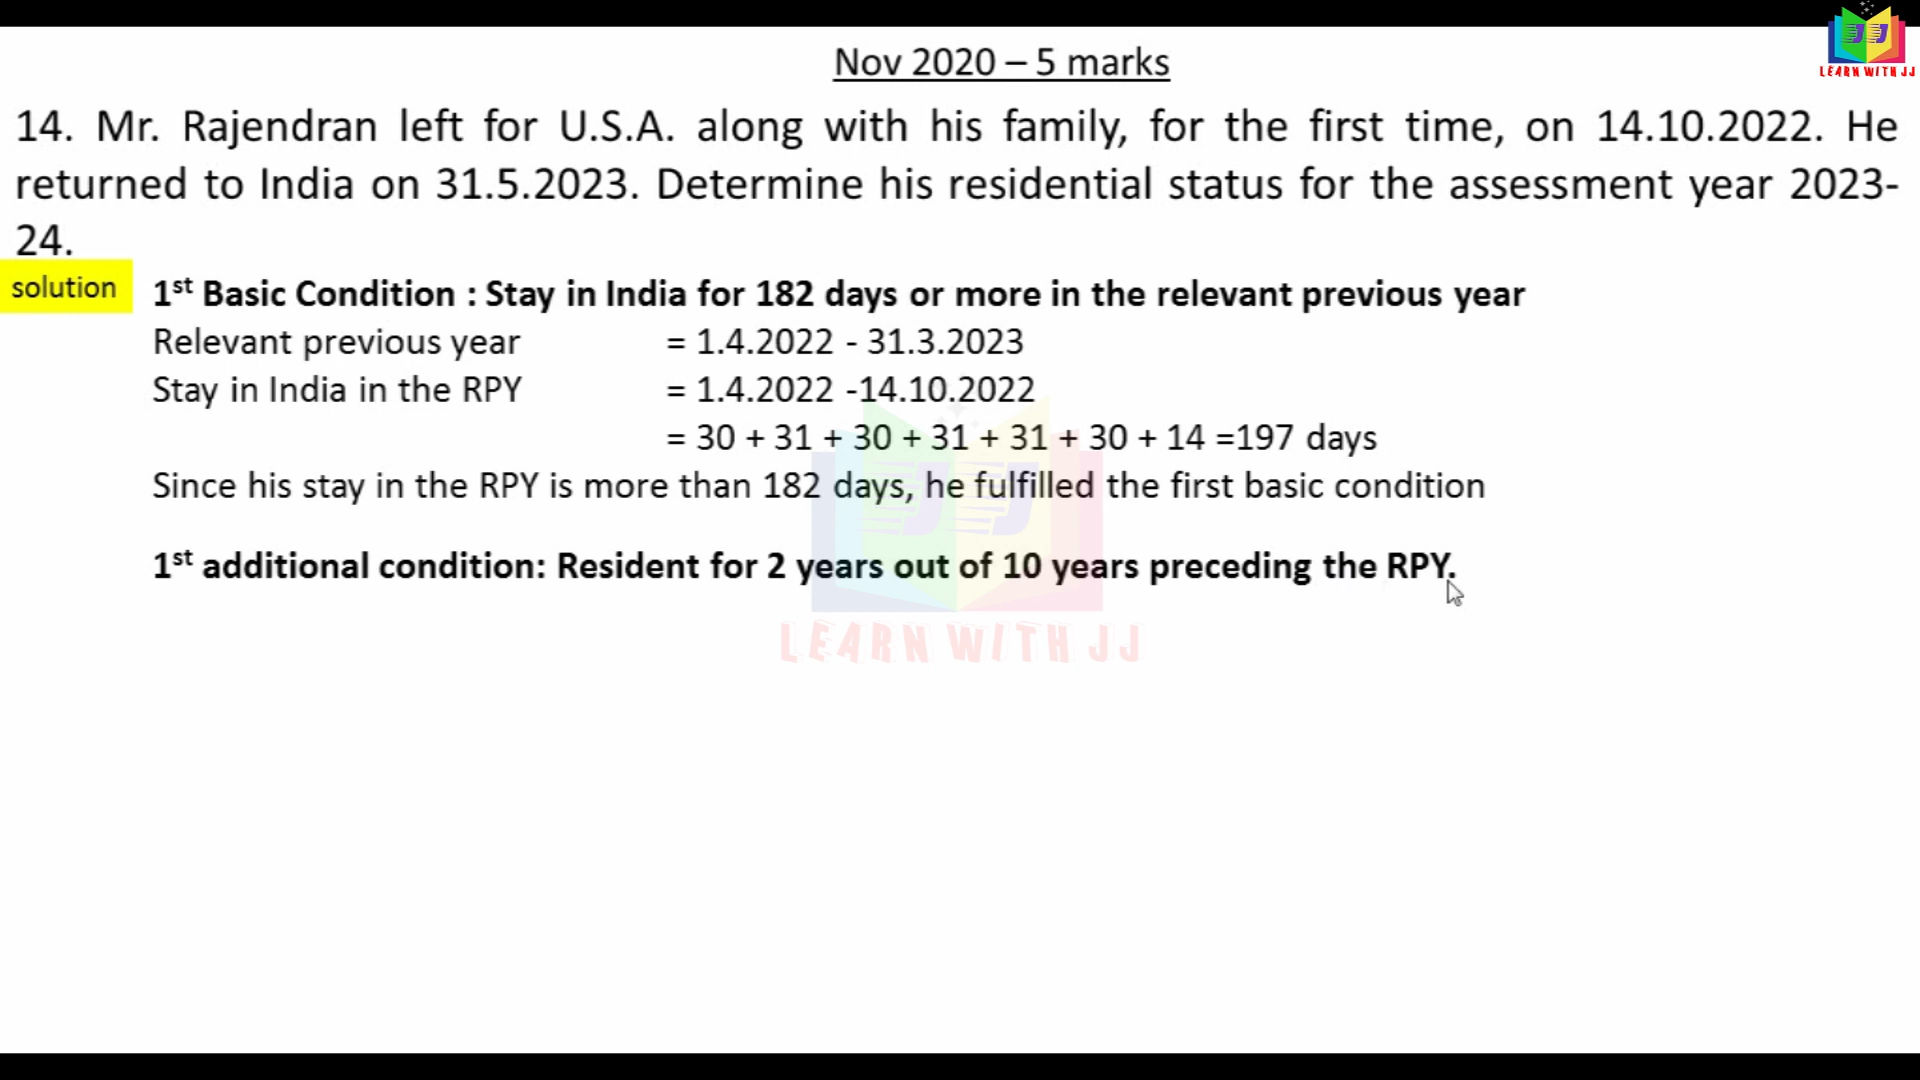 Nov 2020 – 5 marks
LEARN WITH JJ
14. Mr. Rajendran left for U.S.A. along with his family, for the first time, on 14.10.2022. He
returned to India on 31.5.2023. Determine his residential status for the assessment year 2023-
24.
solution
1st Basic Condition : Stay in India for 182 days or more in the relevant previous year
Relevant previous year = 1.4.2022 - 31.3.2023
Stay in India in the RPY = 1.4.2022 -14.10.2022
= 30 + 31 + 30 + 31 + 31 + 30 + 14 =197 days
Since his stay in the RPY is more than 182 days, he fulfilled the first basic condition
1st additional condition: Resident for 2 years out of 10 years preceding the RPY.
LEARN WITH JJ